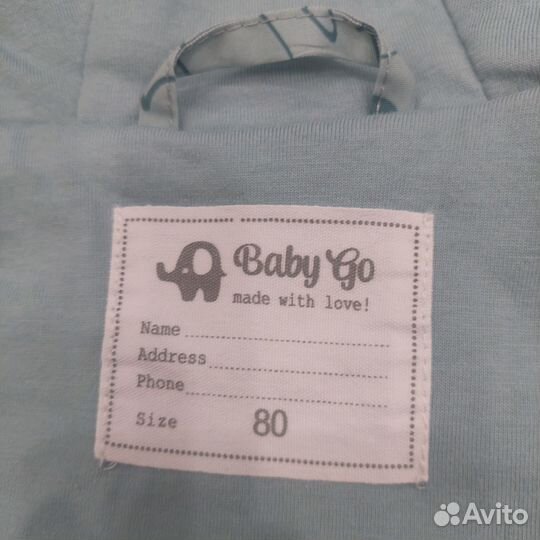 Baby Go
made with love!
Name
Address
Phone
Size 80
Avito